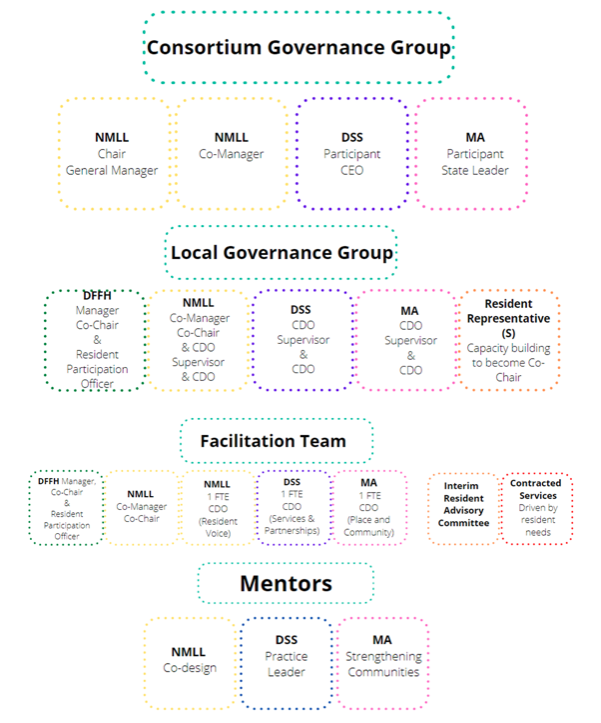 Consortium Governance Group
NMLL
Chair
General Manager
NMLL
Co-Manager
DSS
Participant
CEO
MA
Participant
State Leader
Local Governance Group
DFFH
Manager
Co-Chair
&
Resident
Participation
Officer
NMLL
Co-Manager
Co-Chair
& CDO
Supervisor
& CDO
DSS
CDO
Supervisor
&
CDO
MA
CDO
Supervisor
&
CDO
Resident
Representative
(S)
Capacity building
to become Co-
Chair
Facilitation Team
DFFH Manager,
Co-Chair
&
Resident
Participation
Officer
NMLL
Co-Manager
Co-Chair
NMLL
1 FTE
CDO
(Resident
Voice)
DSS
1 FTE
CDO
(Services &
Partnerships)
MA
1 FTE
CDO
(Place and
Community)
Interim
Resident
Advisory
Committee
Contracted
Services
Driven by
resident
needs
Mentors
NMLL
Co-design
DSS
Practice
Leader
MA
Strengthening
Communities